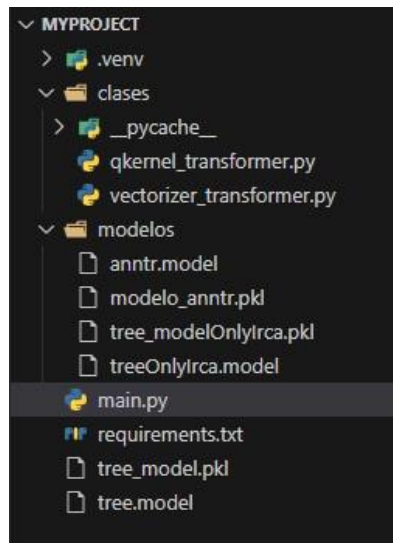 MYPROJECT
.venv
clases
__pycache__
qkernel_transformer.py
vectorizer_transformer.py
modelos
anntr.model
modelo_anntr.pkl
tree_modelOnlyIrca.pkl
treeOnlyIrca.model
main.py
requirements.txt
tree_model.pkl
tree.model